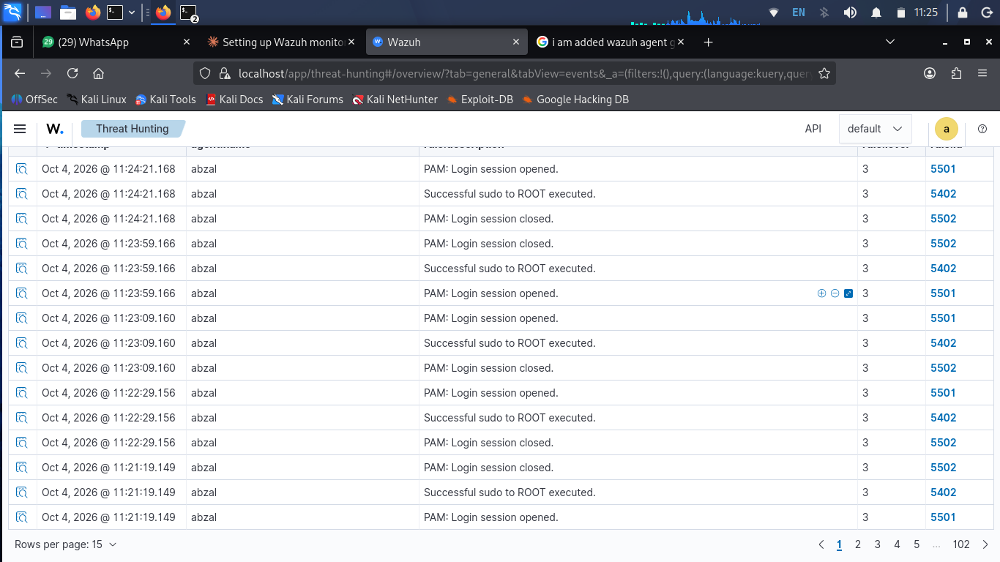 2
EN
11:25
29
(29) WhatsApp
Setting up Wazuh monito
Wazuh
i am added wazuh agent g
localhost/app/threat-hunting#/overview/?tab=general&tabView=events&_a=(filters:!(),query:(language:kuery,query
OffSec Kali Linux Kali Tools Kali Docs Kali Forums Kali NetHunter Exploit-DB Google Hacking DB
W. Threat Hunting API default a
Oct 4, 2026 @ 11:24:21.168 abzal PAM: Login session opened. 3 5501
Oct 4, 2026 @ 11:24:21.168 abzal Successful sudo to ROOT executed. 3 5402
Oct 4, 2026 @ 11:24:21.168 abzal PAM: Login session closed. 3 5502
Oct 4, 2026 @ 11:23:59.166 abzal PAM: Login session closed. 3 5502
Oct 4, 2026 @ 11:23:59.166 abzal Successful sudo to ROOT executed. 3 5402
Oct 4, 2026 @ 11:23:59.166 abzal PAM: Login session opened. 3 5501
Oct 4, 2026 @ 11:23:09.160 abzal PAM: Login session opened. 3 5501
Oct 4, 2026 @ 11:23:09.160 abzal Successful sudo to ROOT executed. 3 5402
Oct 4, 2026 @ 11:23:09.160 abzal PAM: Login session closed. 3 5502
Oct 4, 2026 @ 11:22:29.156 abzal PAM: Login session opened. 3 5501
Oct 4, 2026 @ 11:22:29.156 abzal Successful sudo to ROOT executed. 3 5402
Oct 4, 2026 @ 11:22:29.156 abzal PAM: Login session closed. 3 5502
Oct 4, 2026 @ 11:21:19.149 abzal PAM: Login session closed. 3 5502
Oct 4, 2026 @ 11:21:19.149 abzal Successful sudo to ROOT executed. 3 5402
Oct 4, 2026 @ 11:21:19.149 abzal PAM: Login session opened. 3 5501
Rows per page: 15 1 2 3 4 5 ... 102